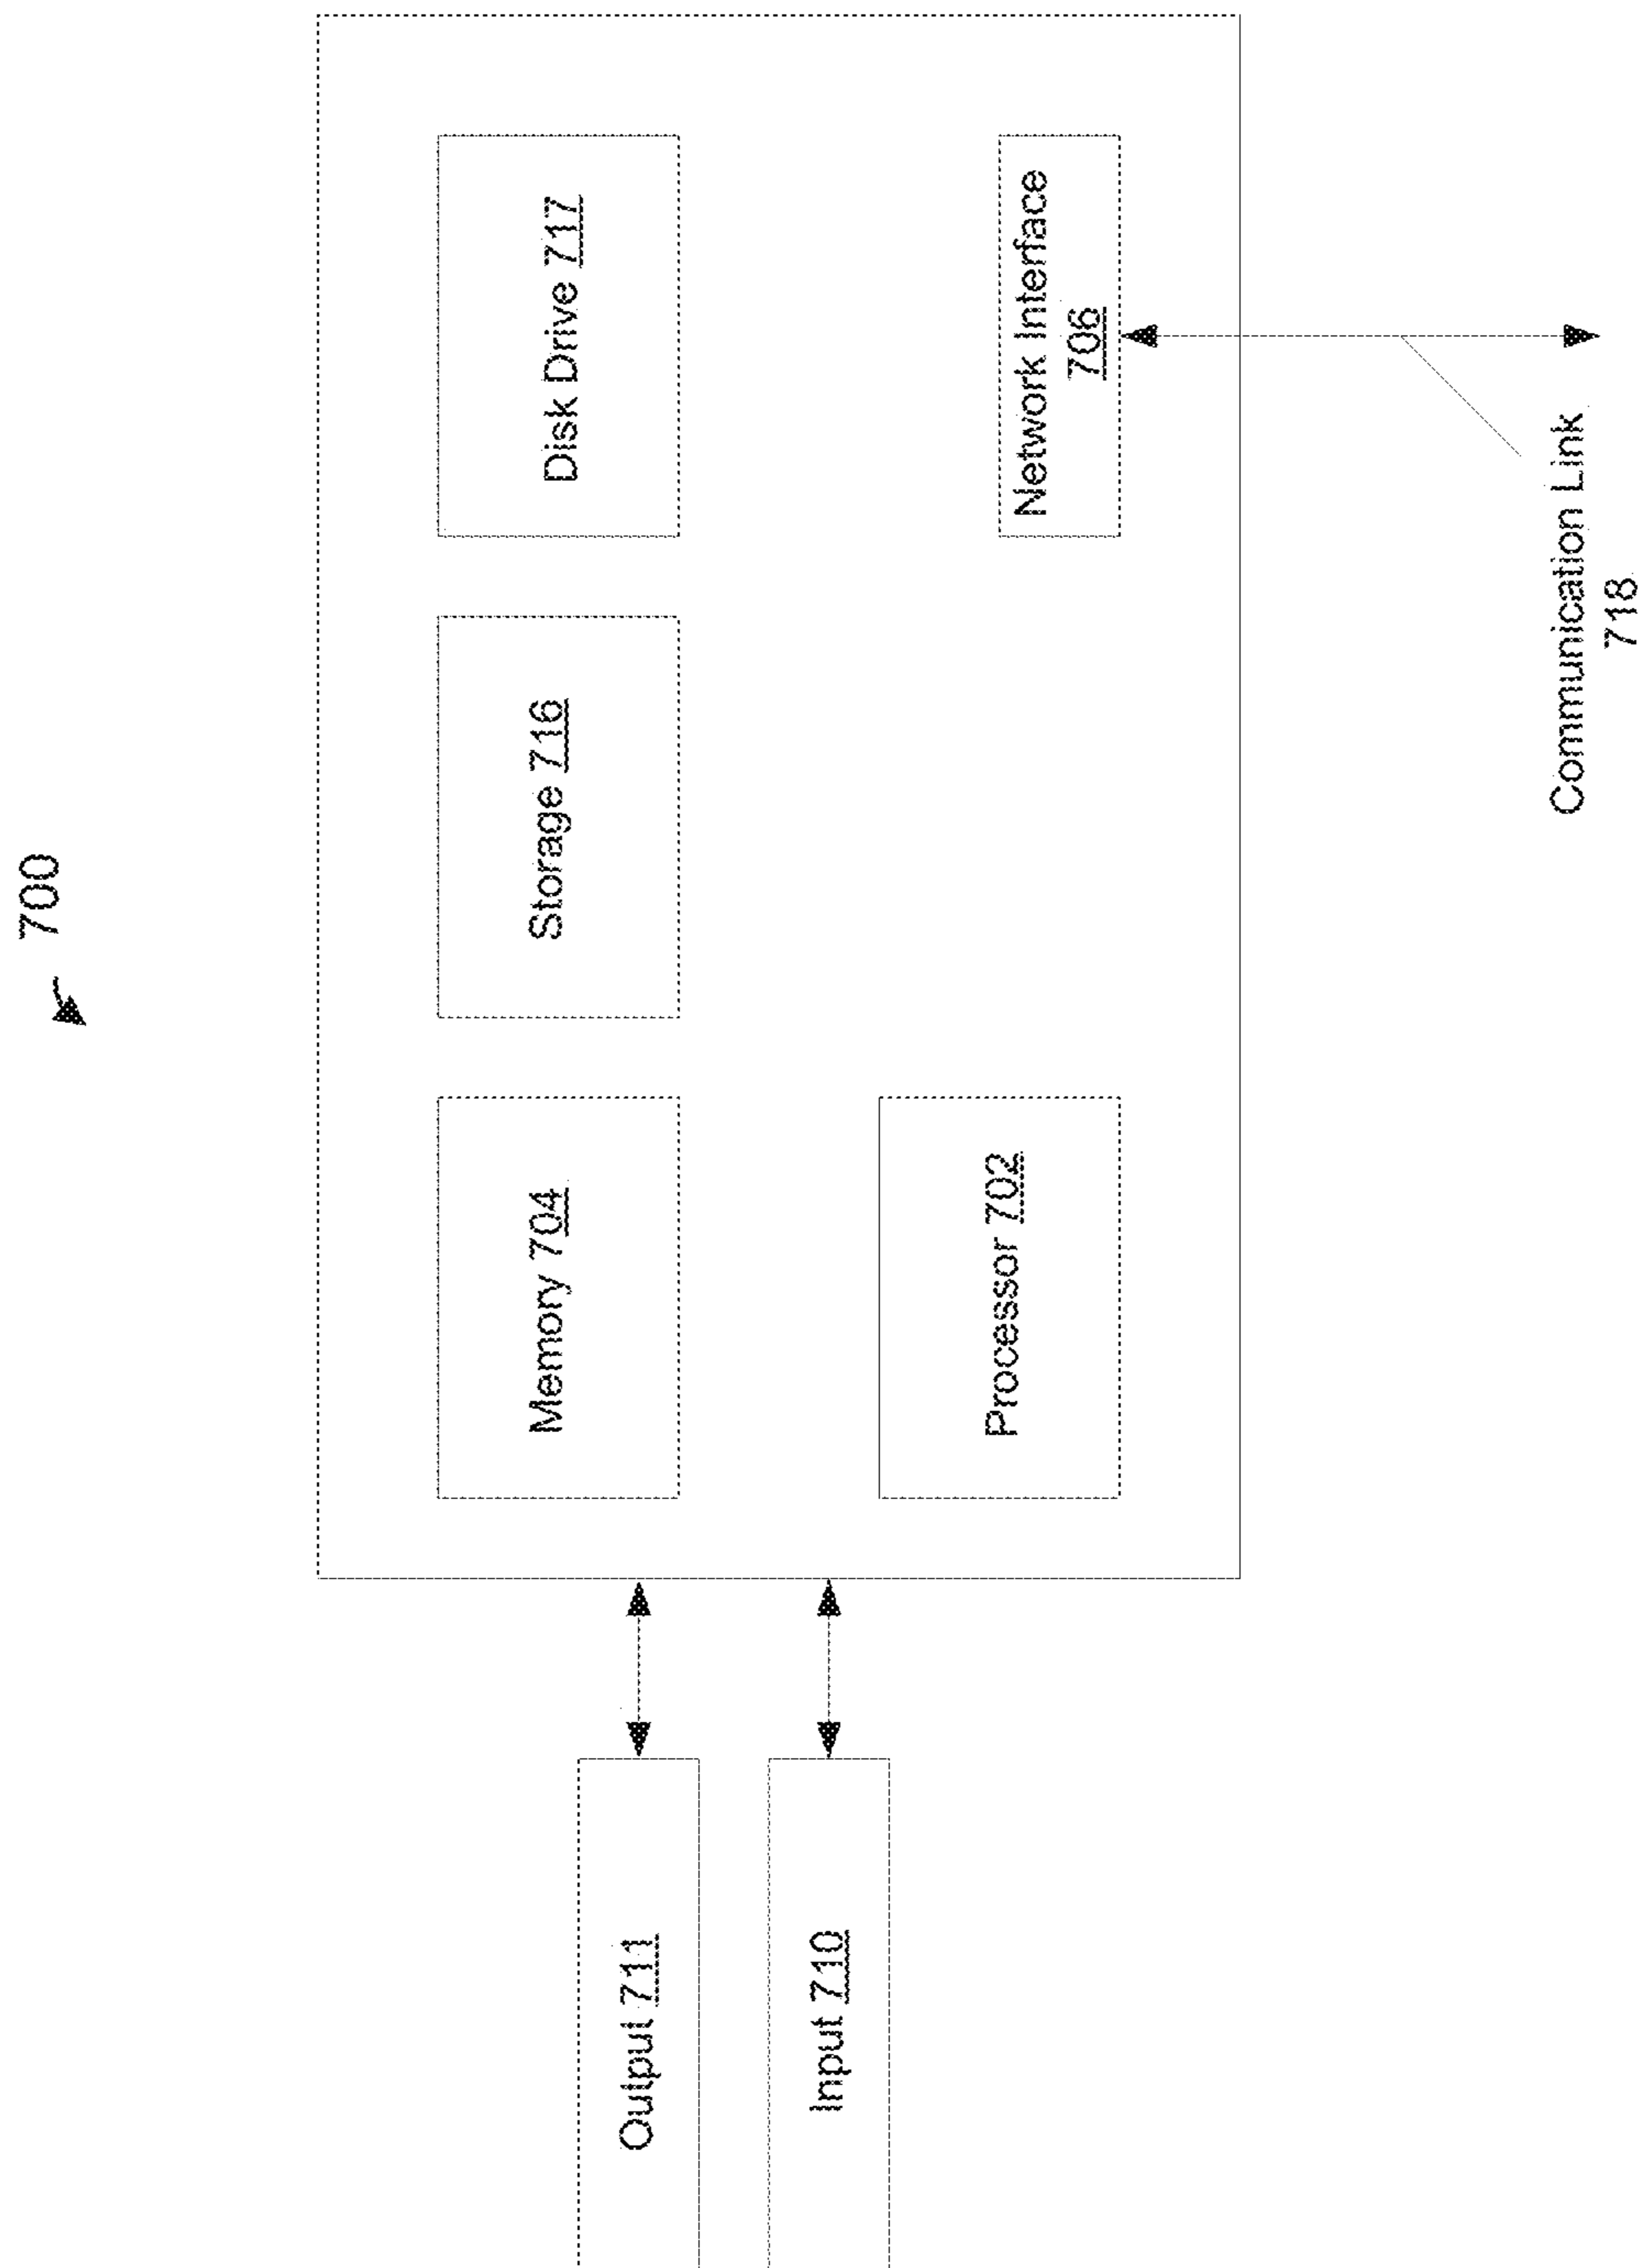 700
Output 711
Input 710
Memory 704
Storage 716
Disk Drive 717
Processor 702
Network Interface
706
Communication Link
718